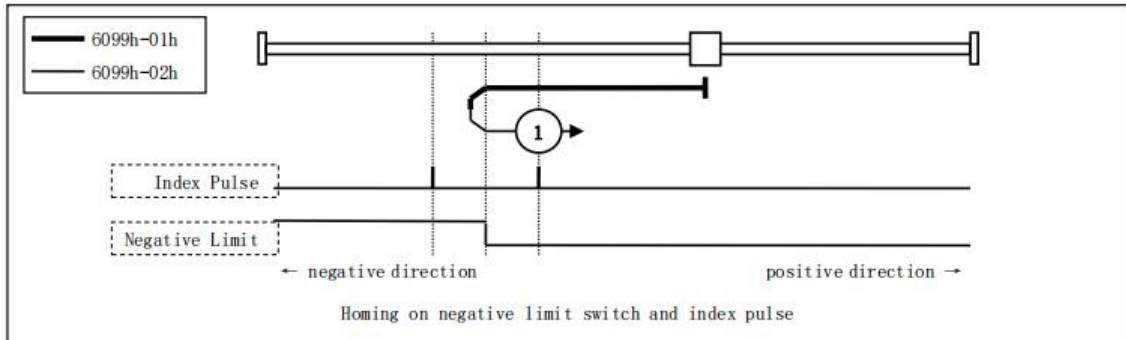 6099h-01h
6099h-02h
1
Index Pulse
Negative Limit
← negative direction
positive direction →
Homing on negative limit switch and index pulse